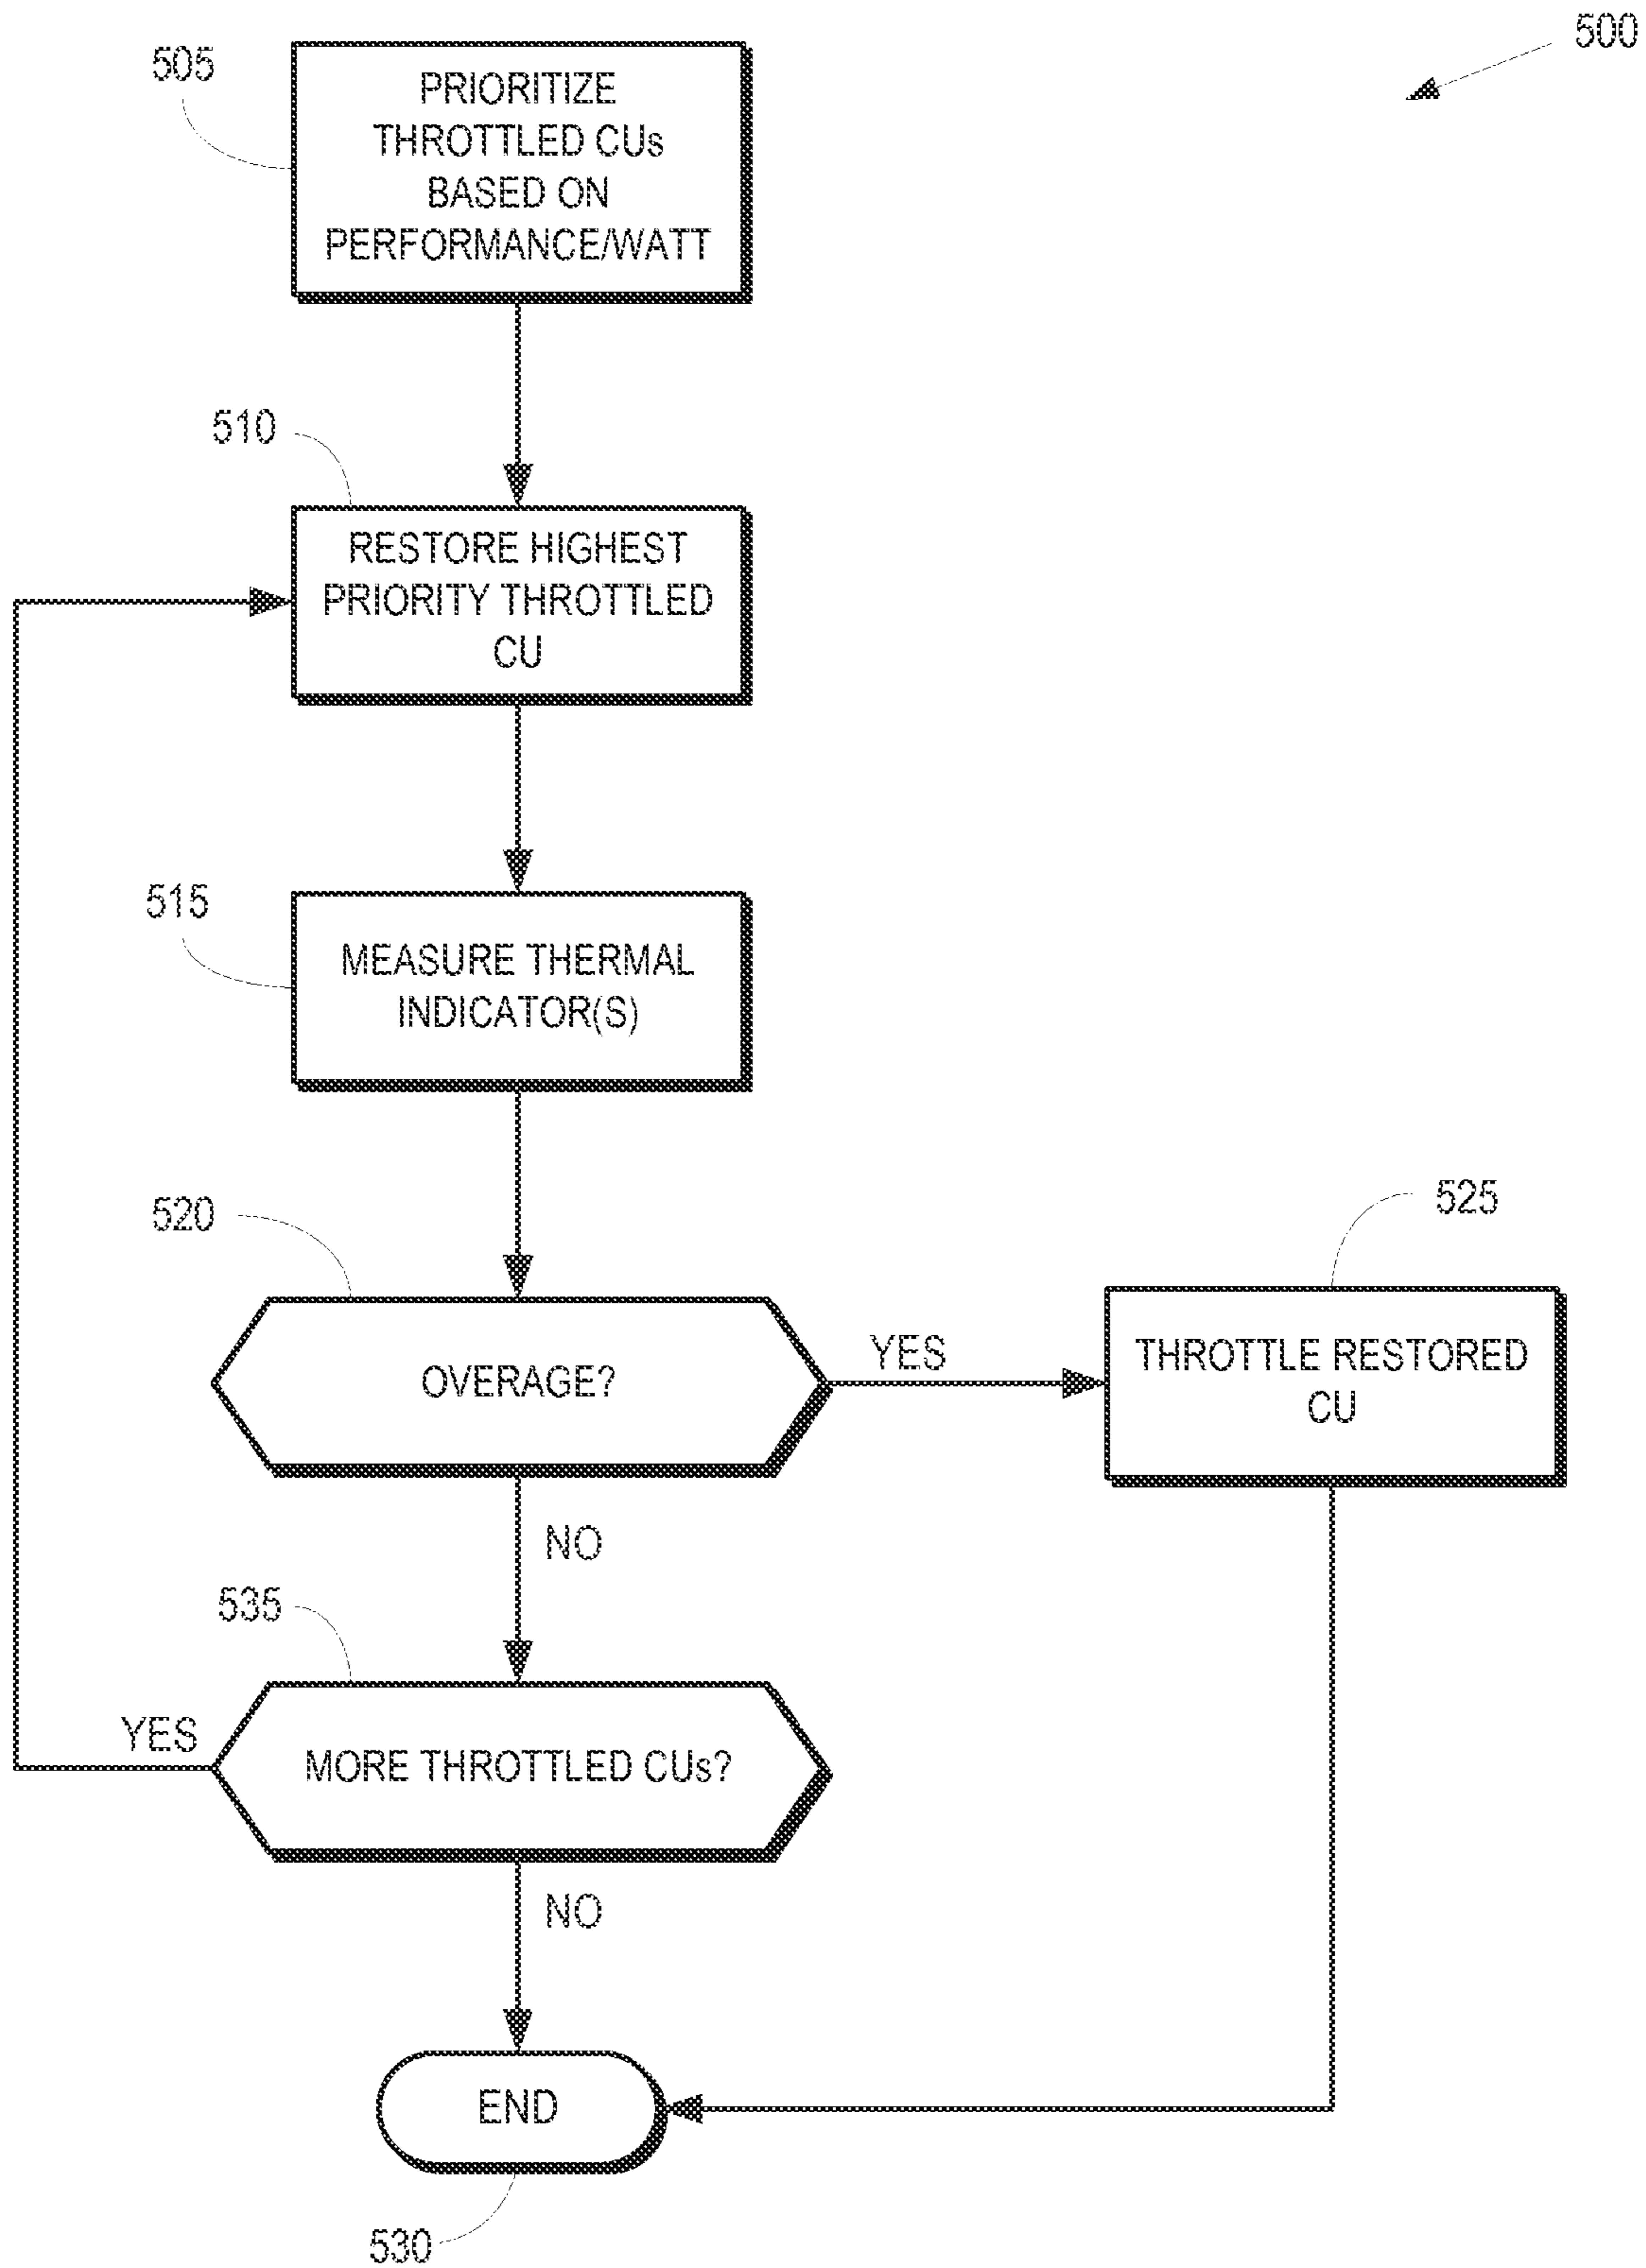 500
505
PRIORITIZE
THROTTLED CUs
BASED ON
PERFORMANCE/WATT
510
RESTORE HIGHEST
PRIORITY THROTTLED
CU
515
MEASURE THERMAL
INDICATOR(S)
520
OVERAGE?
YES
525
THROTTLE RESTORED
CU
NO
535
YES
MORE THROTTLED CUs?
NO
END
530